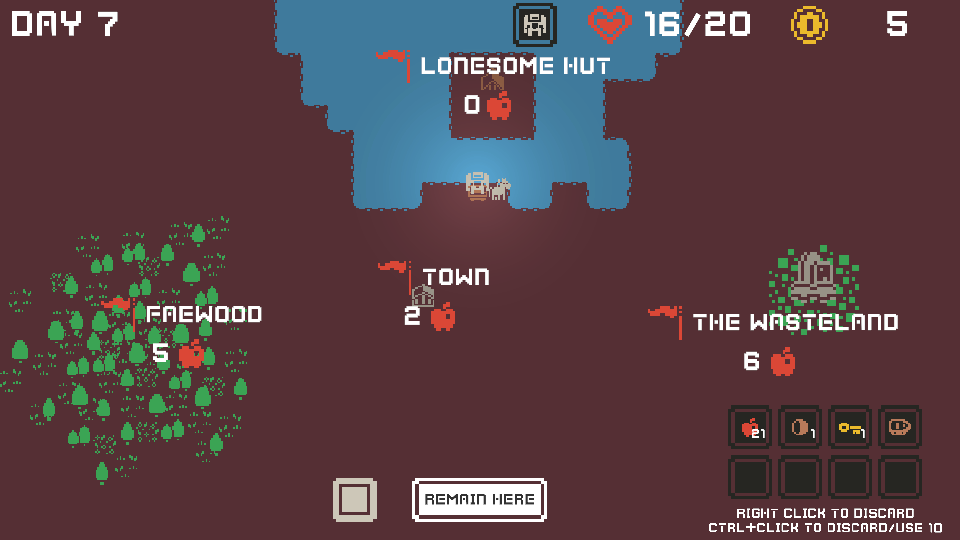 DAY 7
16/20
5
LONESOME HUT
0
TOWN
2
FAEWOOD
5
THE WASTELAND
6
21
1
1
REMAIN HERE
RIGHT CLICK TO DISCARD
CTRL+CLICK TO DISCARD/USE 10